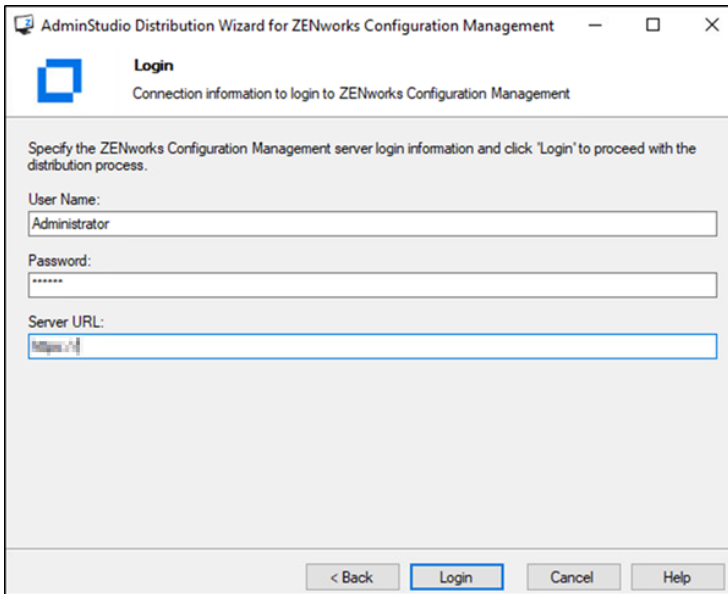 AdminStudio Distribution Wizard for ZENworks Configuration Management
Login
Connection information to login to ZENworks Configuration Management
Specify the ZENworks Configuration Management server login information and click 'Login' to proceed with the
distribution process.
User Name:
Administrator
Password:
******
Server URL:
< Back
Login
Cancel
Help